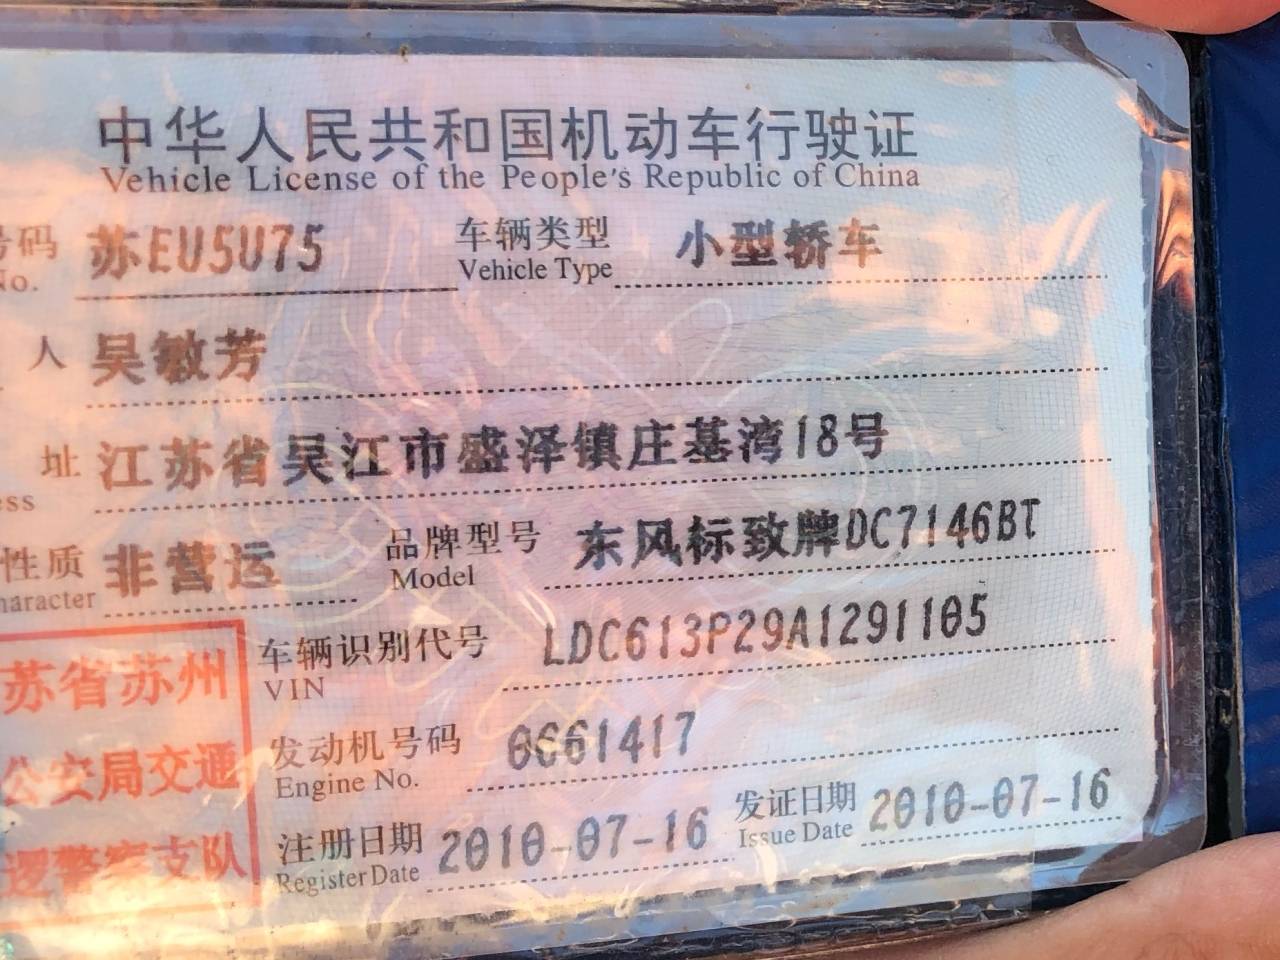 中华人民共和国机动车行驶证
Vehicle License of the People's Republic of China
号码 苏EU5U75 车辆类型 小型轿车
No. Vehicle Type
人 吴敏芳
址 江苏省吴江市盛泽镇庄基湾18号
ess
性质 非营运 品牌型号 东风标致牌DC7146BT
haracter Model
苏省苏州
公安局交通
逻警察支队
车辆识别代号 LDC613P29A1291105
VIN
发动机号码 0661417
Engine No.
注册日期 2010-07-16 发证日期 2010-07-16
Register Date Issue Date